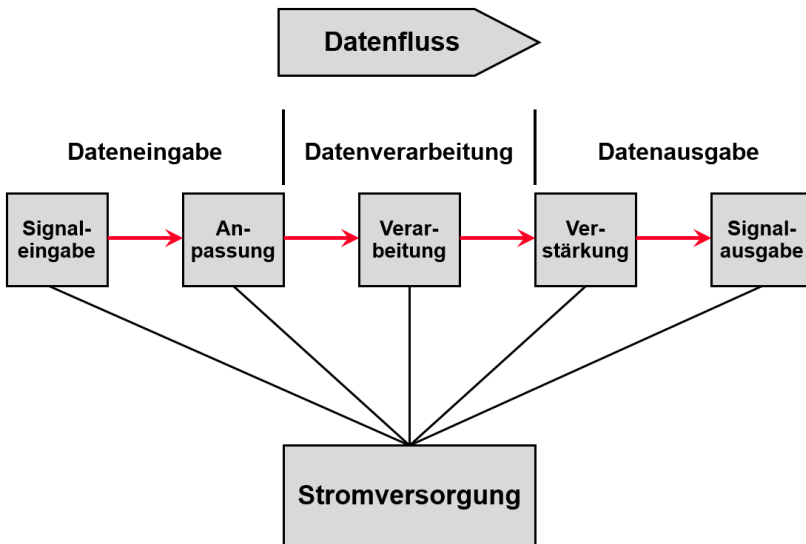 Datenfluss
Dateneingabe
Datenverarbeitung
Datenausgabe
Signal-
eingabe
An-
passung
Verar-
beitung
Ver-
stärkung
Signal-
ausgabe
Stromversorgung